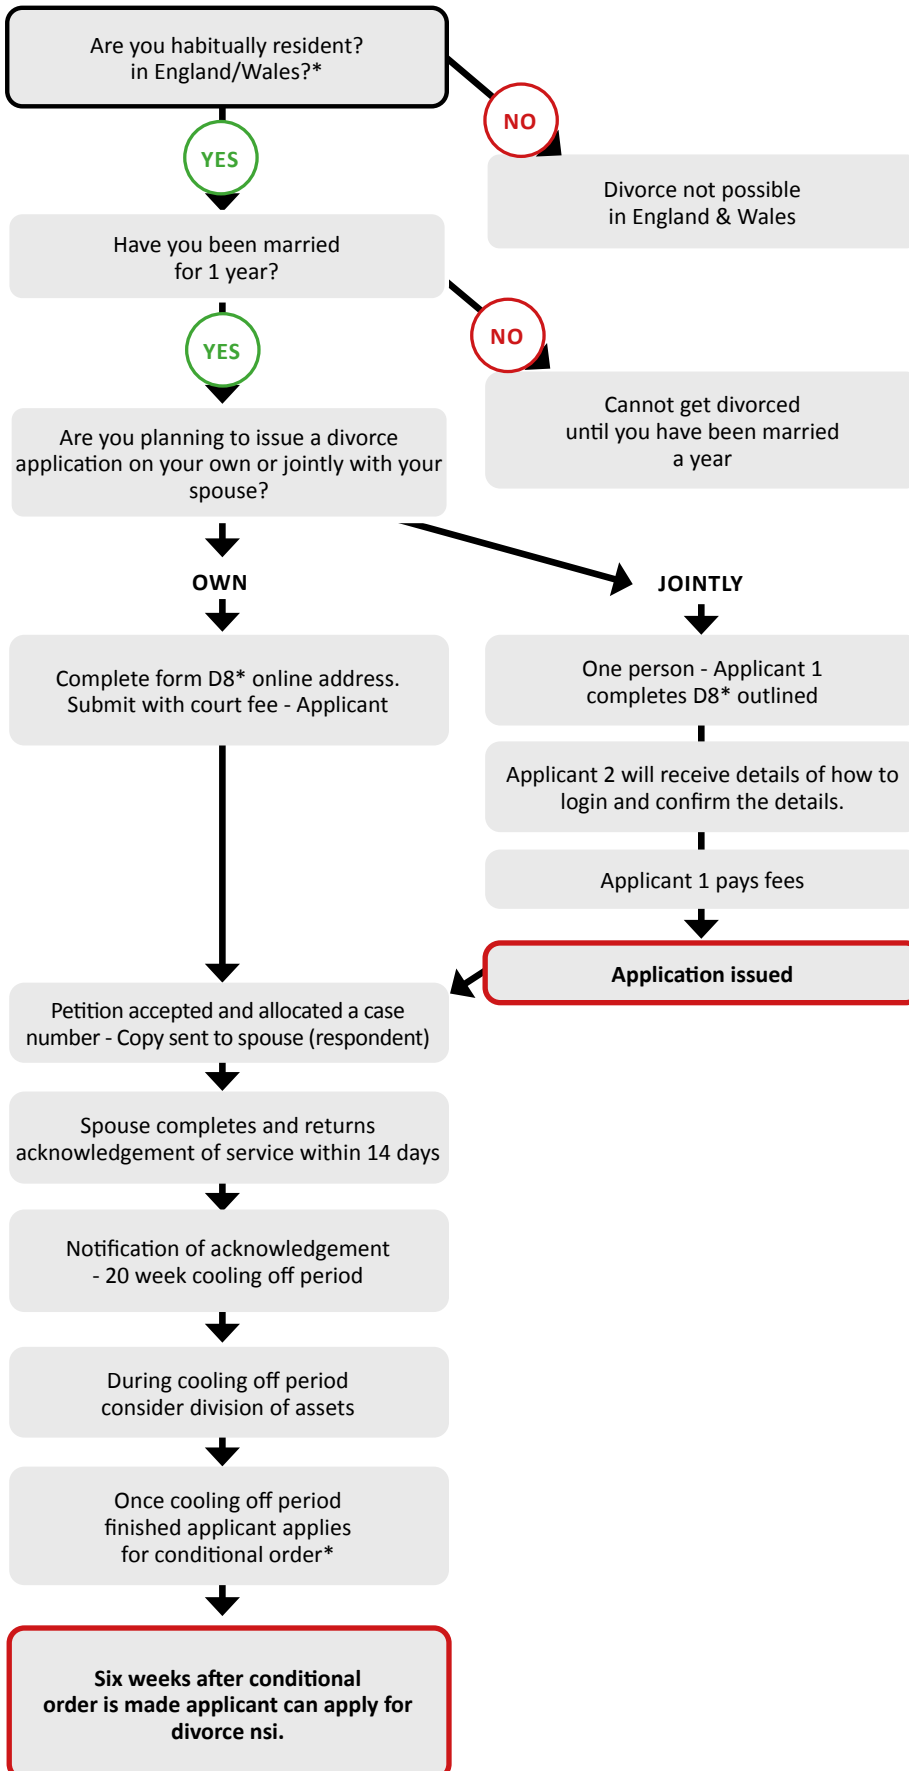 Are you habitually resident?
in England/Wales?*
NO
YES
Divorce not possible
in England & Wales
Have you been married
for 1 year?
NO
YES
Cannot get divorced
until you have been married
a year
Are you planning to issue a divorce
application on your own or jointly with your
spouse?
OWN
JOINTLY
Complete form D8* online address.
Submit with court fee - Applicant
One person - Applicant 1
completes D8* outlined
Applicant 2 will receive details of how to
login and confirm the details.
Applicant 1 pays fees
Application issued
Petition accepted and allocated a case
number - Copy sent to spouse (respondent)
Spouse completes and returns
acknowledgement of service within 14 days
Notification of acknowledgement
- 20 week cooling off period
During cooling off period
consider division of assets
Once cooling off period
finished applicant applies
for conditional order*
Six weeks after conditional
order is made applicant can apply for
divorce nsi.